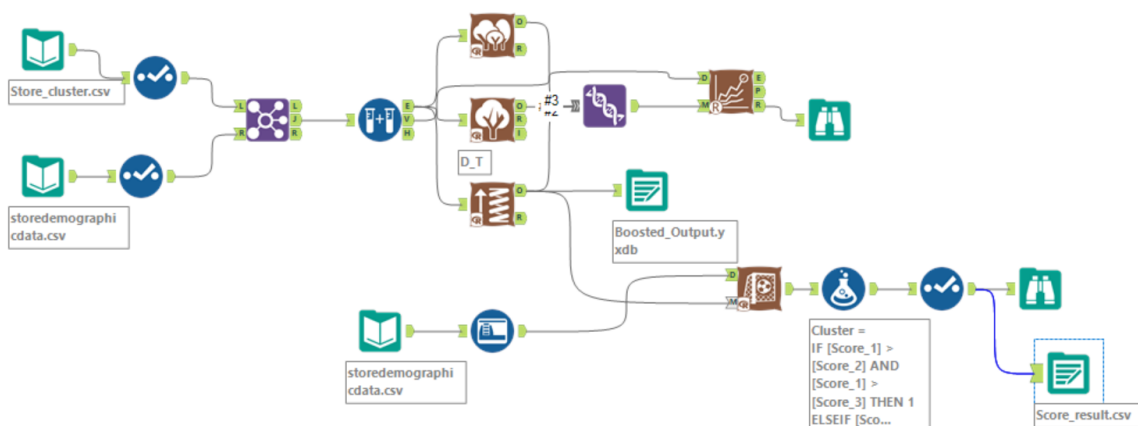 Store_cluster.csv
L
R
L
J
R
E
V
H
O
R
O
R
I
#3
#2
D
M
E
P
R
R
D_T
storedemographi
cdata.csv
O
R
Boosted_Output.y
xdb
D
M
storedemographi
cdata.csv
Cluster =
IF [Score_1] >
[Score_2] AND
[Score_1] >
[Score_3] THEN 1
ELSEIF [Sco...
Score_result.csv